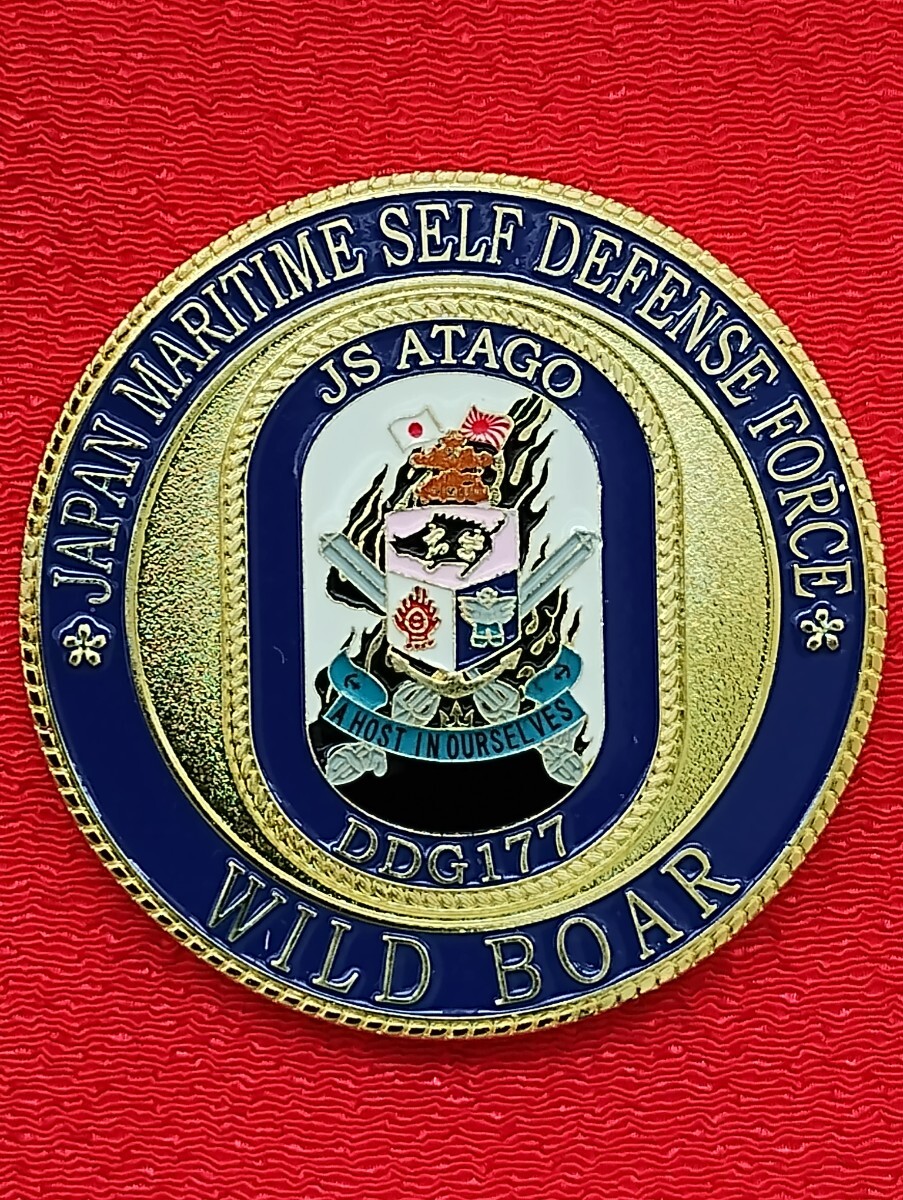 JAPAN MARITIME SELF DEFENSE FORCE
JS ATAGO
A HOST IN OURSELVES
DDG177
WILD BOAR